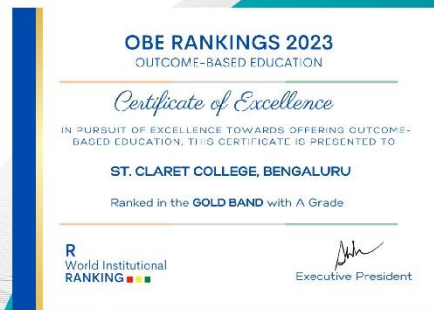 OBE RANKINGS 2023
OUTCOME-BASED EDUCATION
Certificate of Excellence
IN PURSUIT OF EXCELLENCE TOWARDS OFFERING OUTCOME-
BASED EDUCATION, THIS CERTIFICATE IS PRESENTED TO
ST. CLARET COLLEGE, BENGALURU
Ranked in the GOLD BAND with A Grade
R
World Institutional
RANKING
Executive President